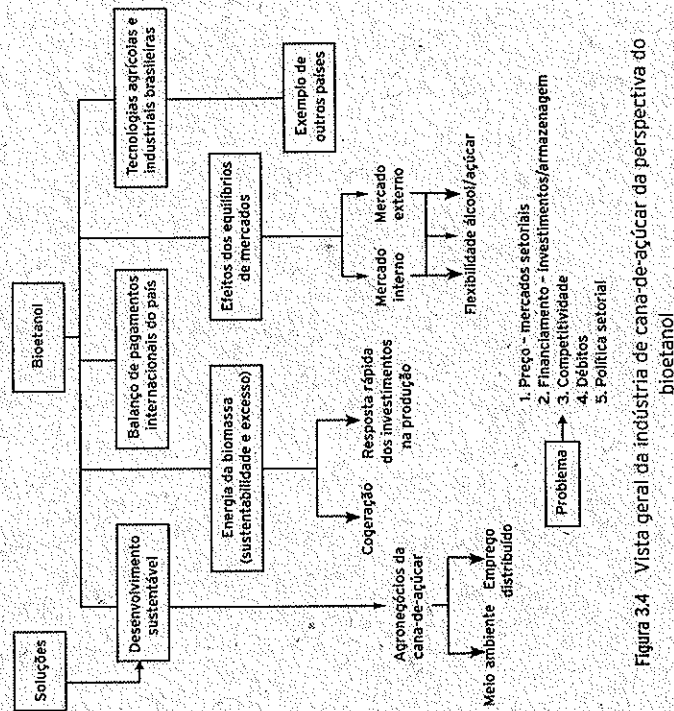 Soluções
Bioetanol
Desenvolvimento
sustentável
Balanço de pagamentos
internacionais do país
Tecnologias agrícolas e
industriais brasileiras
Energia da biomassa
(sustentabilidade e excesso)
Efeitos dos equilíbrios
de mercados
Exemplo de
outros países
Agronegócios da
cana-de-açúcar
Cogeração
Resposta rápida
dos investimentos
na produção
Mercado
interno
Mercado
externo
Meio ambiente
Emprego
distribuído
Flexibilidade álcool/açúcar
Problema
1. Preço - mercados setoriais
2. Financiamento - investimentos/armazenagem
3. Competitividade
4. Débitos
5. Política setorial
Figura 3.4 Vista geral da indústria de cana-de-açúcar da perspectiva do
bioetanol